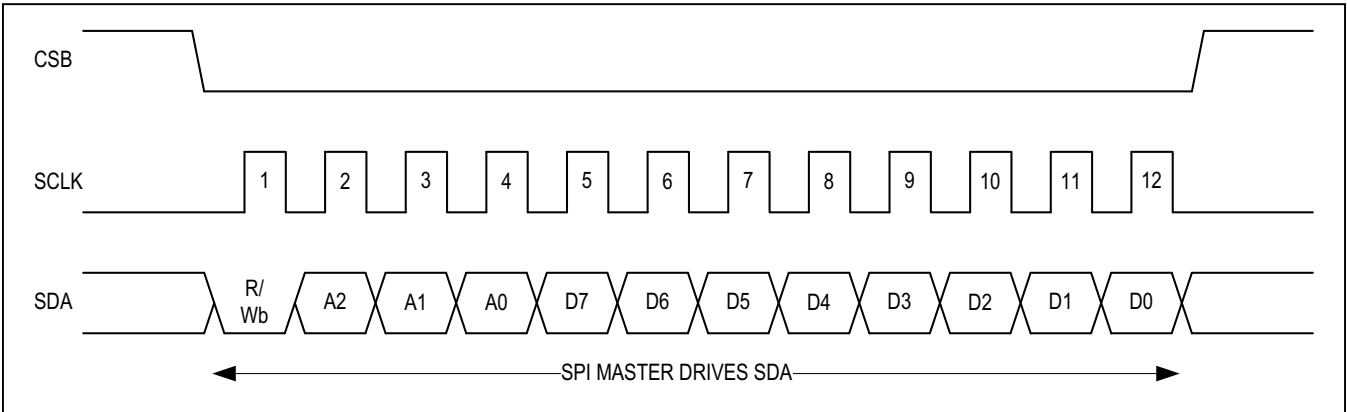 CSB
SCLK
1 2 3 4 5 6 7 8 9 10 11 12
SDA
R/
Wb
A2 A1 A0 D7 D6 D5 D4 D3 D2 D1 D0
SPI MASTER DRIVES SDA